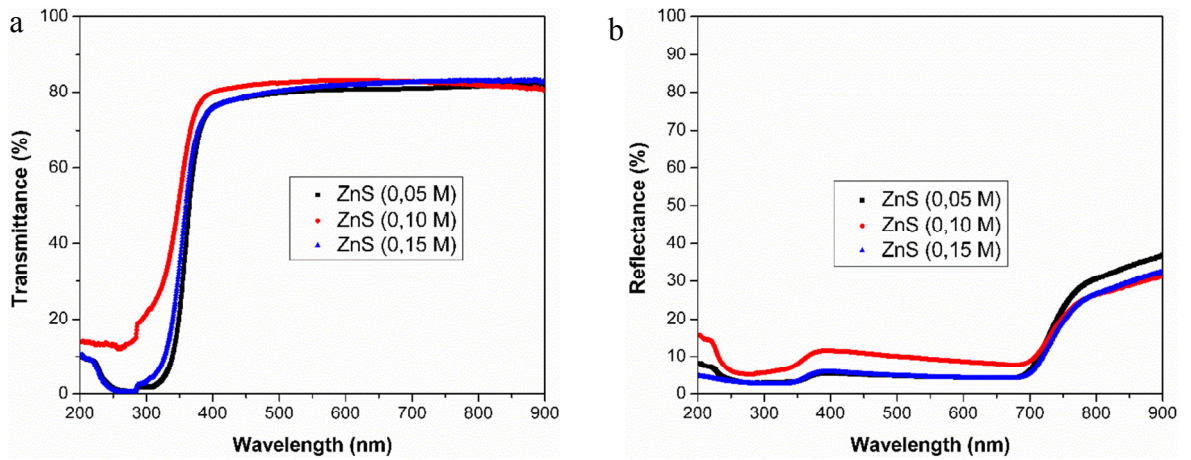 a
100
80
60
40
20
0
Transmittance (%)
ZnS (0,05 M)
ZnS (0,10 M)
ZnS (0,15 M)
200 300 400 500 600 700 800 900
Wavelength (nm)
b
100
90
80
70
60
50
40
30
20
10
0
Reflectance (%)
ZnS (0,05 M)
ZnS (0,10 M)
ZnS (0,15 M)
200 300 400 500 600 700 800 900
Wavelength (nm)